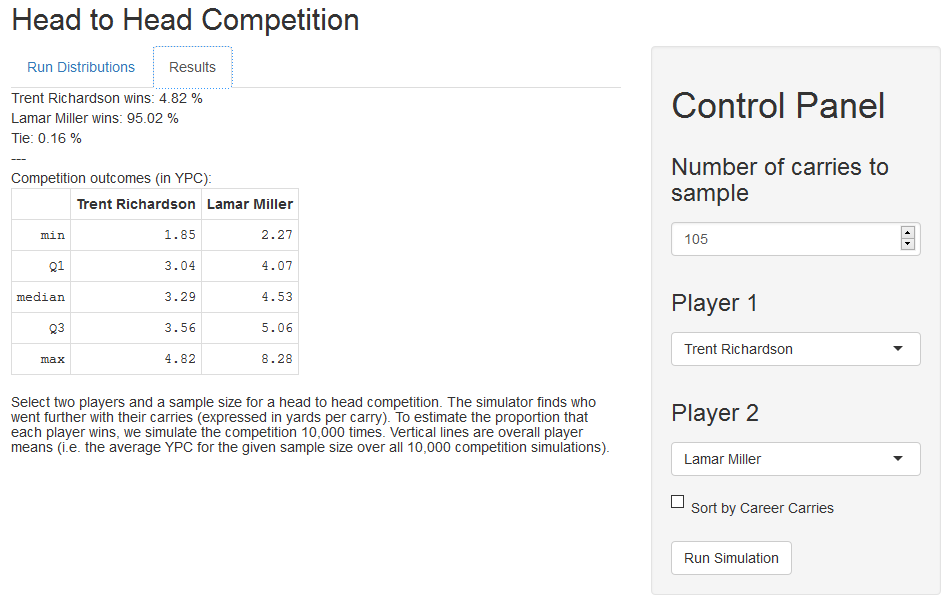 Head to Head Competition
Run Distributions Results
Trent Richardson wins: 4.82 %
Lamar Miller wins: 95.02 %
Tie: 0.16 %
---
Competition outcomes (in YPC):
Trent Richardson Lamar Miller
min 1.85 2.27
Q1 3.04 4.07
median 3.29 4.53
Q3 3.56 5.06
max 4.82 8.28
Select two players and a sample size for a head to head competition. The simulator finds who
went further with their carries (expressed in yards per carry). To estimate the proportion that
each player wins, we simulate the competition 10,000 times. Vertical lines are overall player
means (i.e. the average YPC for the given sample size over all 10,000 competition simulations).
Control Panel
Number of carries to
sample
105
Player 1
Trent Richardson
Player 2
Lamar Miller
Sort by Career Carries
Run Simulation